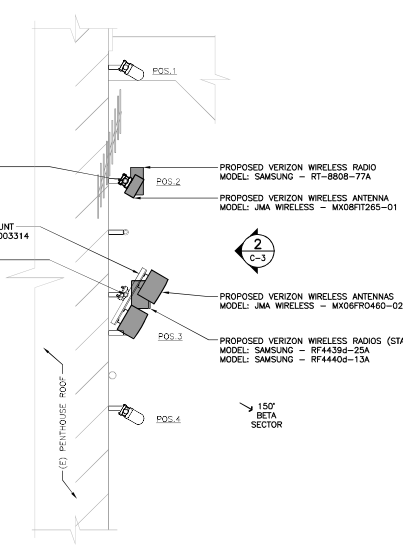 POS.1
PROPOSED VERIZON WIRELESS RADIO
MODEL: SAMSUNG - RT-8808-77A
POS.2
PROPOSED VERIZON WIRELESS ANTENNA
MODEL: JMA WIRELESS - MX08FIT265-01
UNT
003314
2
C-3
PROPOSED VERIZON WIRELESS ANTENNAS
MODEL: JMA WIRELESS - MX06FRO460-02
POS.3
PROPOSED VERIZON WIRELESS RADIOS (STA
MODEL: SAMSUNG - RF4439d-25A
MODEL: SAMSUNG - RF4440d-13A
(E) PENTHOUSE ROOF
POS.4
150°
BETA
SECTOR